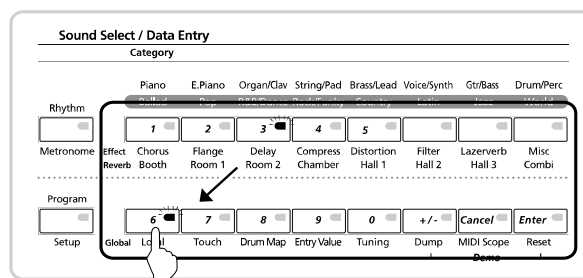 Sound Select / Data Entry
Category
Piano E.Piano Organ/Clav String/Pad Brass/Lead Voice/Synth Gtr/Bass Drum/Perc
Rhythm Ballad Pop R&B/Dance Rock/Funky Country Latin Jazz World
1 2 3 4 5
Metronome Effect Chorus Flange Delay Compress Distortion Filter Lazerverb Misc
Reverb Booth Room 1 Room 2 Chamber Hall 1 Hall 2 Hall 3 Combi
Program
6 7 8 9 0 +/- Cancel Enter
Setup Global Local Touch Drum Map Entry Value Tuning Dump MIDI Scope Reset
Demo